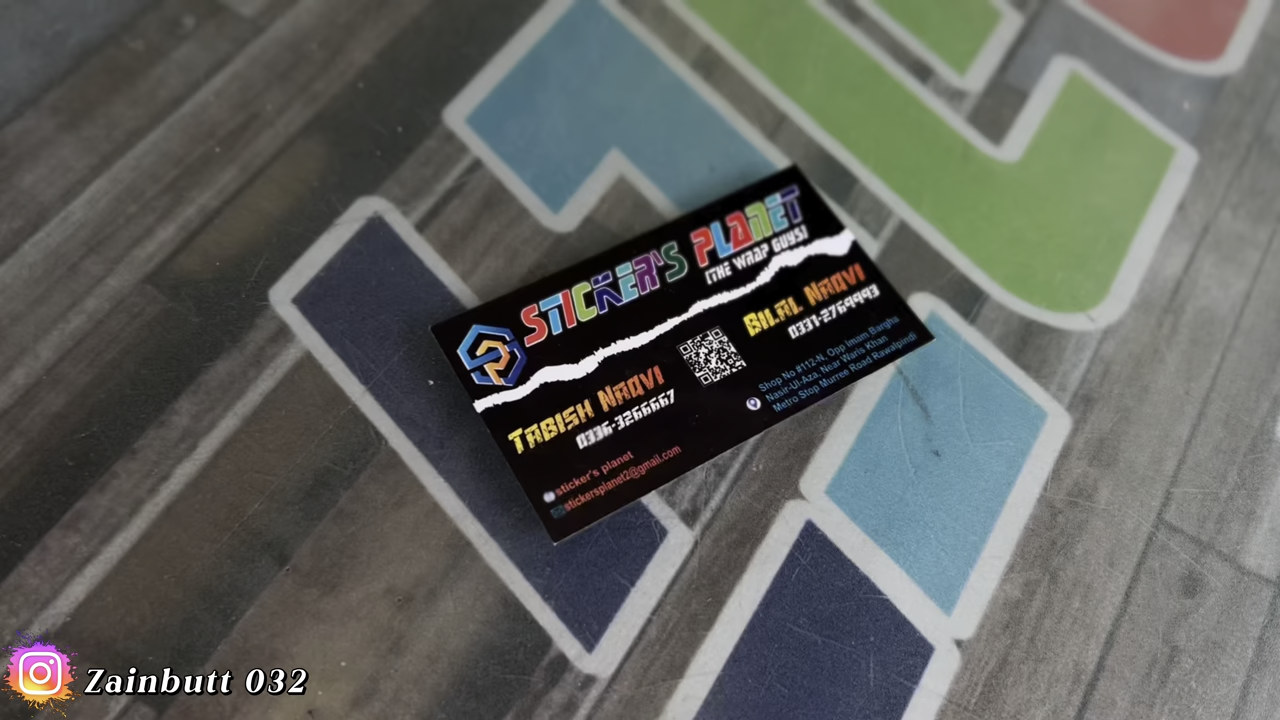 STICKER'S PLANET
(THE WRAP GUYS)
TABISH NAQVI
0336-3266667
BILAL NAQVI
0331-2769993
sticker's planet
stickersplanet2@gmail.com
Shop No #112-N, Opp Imam Bargha
Nasir-Ul-Aza, Near Waris Khan
Metro Stop Murree Road Rawalpindi
Zainbutt 032